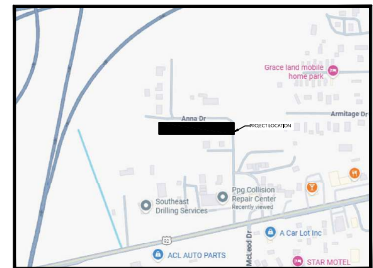 Grace land mobile
home park
Armitage Dr
Anna Dr
PROJECT LOCATION
Ppg Collision
Repair Center
Recently viewed
Southeast
Drilling Services
A Car Lot Inc
McLeod Dr
52
ACL AUTO PARTS
STAR MOTEL